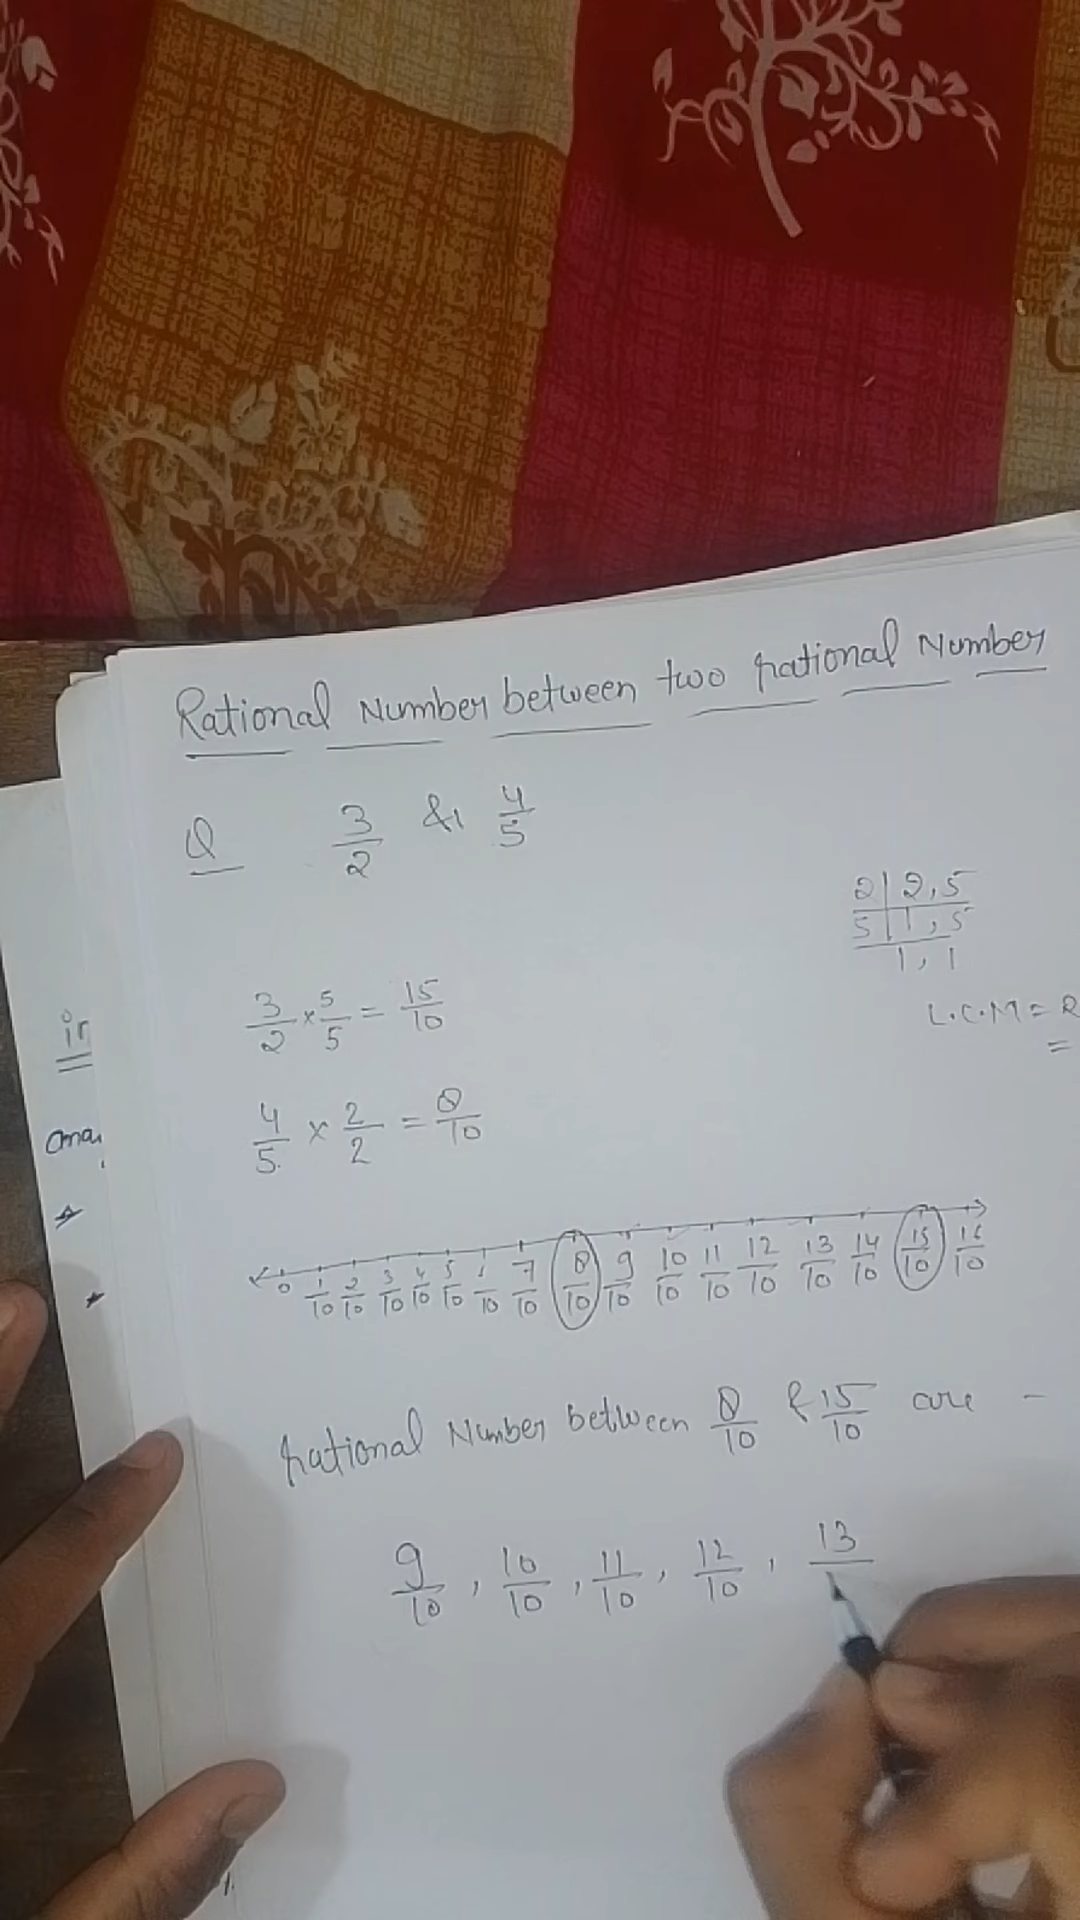 Rational Number between two rational Number
Q 3/2 & 4/5
2 | 2, 5
5 | 1, 5
1, 1
3/2 × 5/5 = 15/10
L.C.M = 2
=
4/5 × 2/2 = 8/10
0 1/10 2/10 3/10 4/10 5/10 6/10 7/10 8/10 9/10 10/10 11/10 12/10 13/10 14/10 15/10 16/10
rational Number between 8/10 & 15/10 are -
9/10, 10/10, 11/10, 12/10, 13